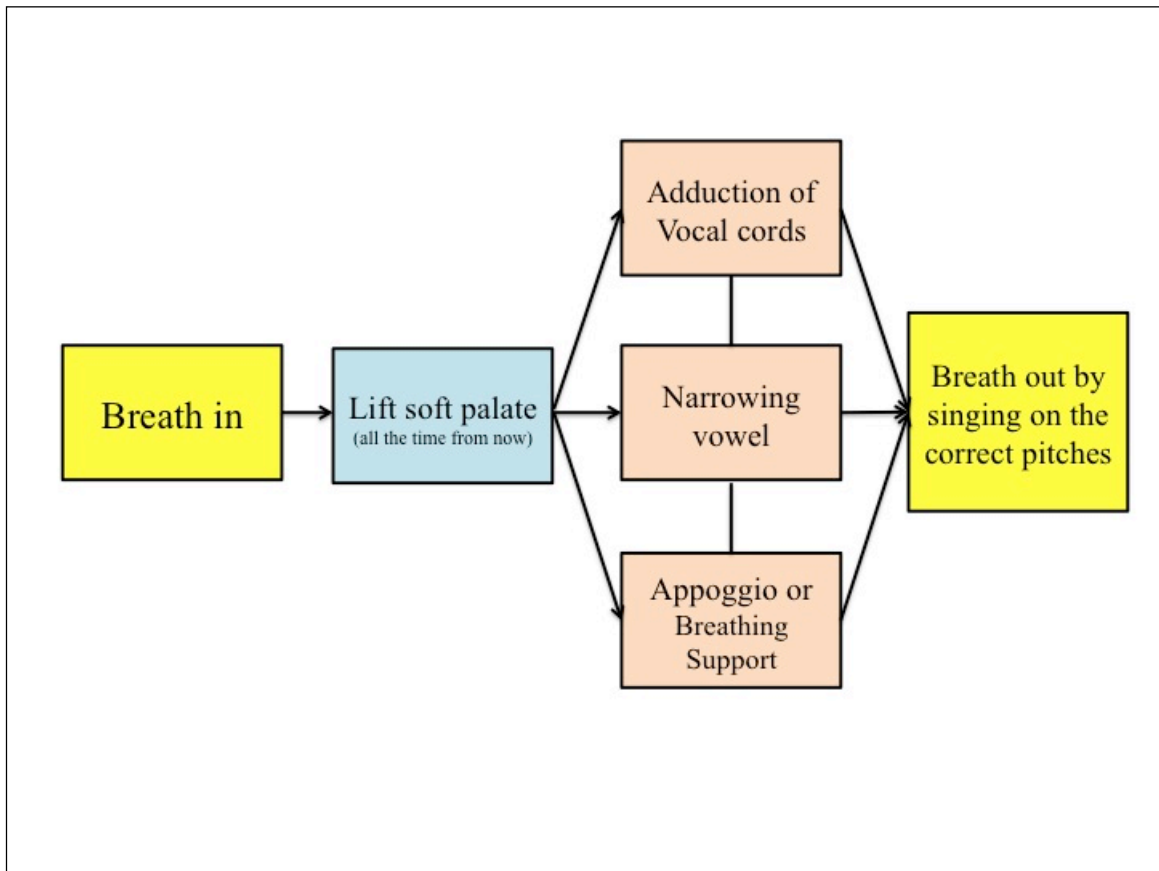 Breath in
Lift soft palate
(all the time from now)
Adduction of
Vocal cords
Narrowing
vowel
Appoggio or
Breathing
Support
Breath out by
singing on the
correct pitches